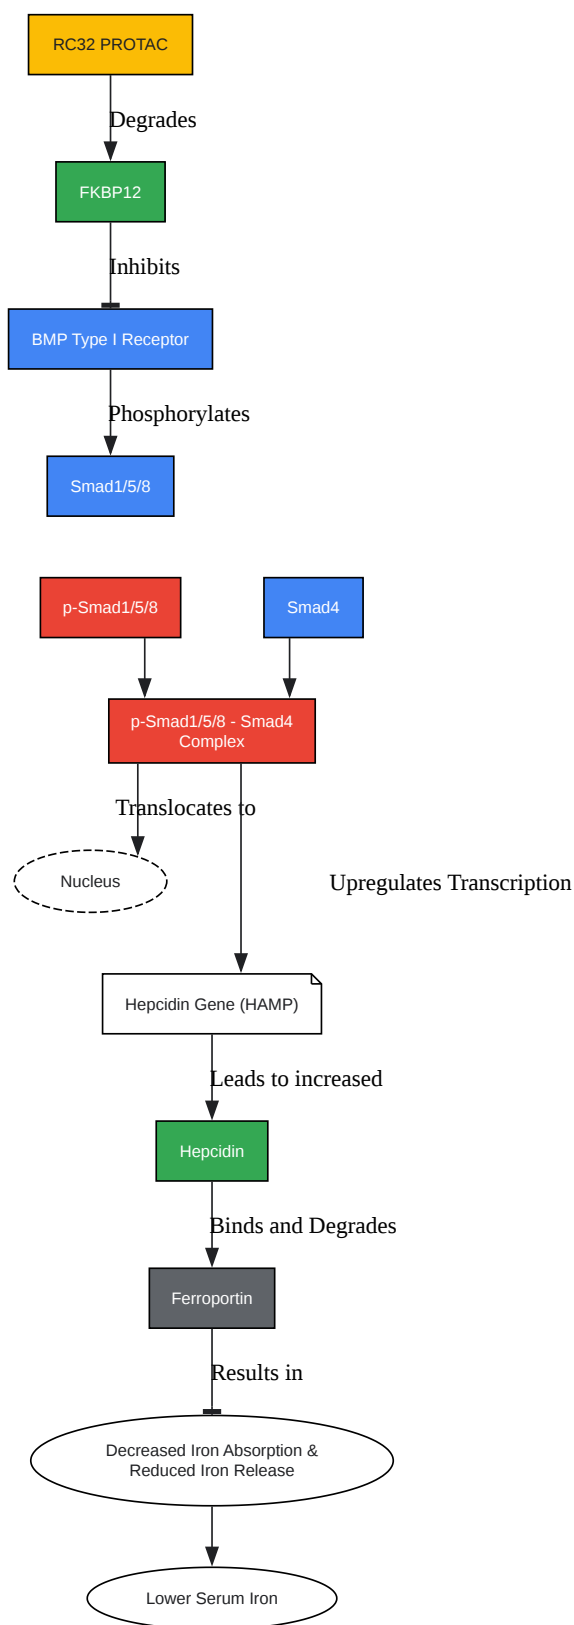 RC32 PROTAC
Degrades
FKBP12
Inhibits
BMP Type I Receptor
Phosphorylates
Smad1/5/8
p-Smad1/5/8
Smad4
p-Smad1/5/8 - Smad4
Complex
Translocates to
Nucleus
Upregulates Transcription
Hepcidin Gene (HAMP)
Leads to increased
Hepcidin
Binds and Degrades
Ferroportin
Results in
Decreased Iron Absorption &
Reduced Iron Release
Lower Serum Iron